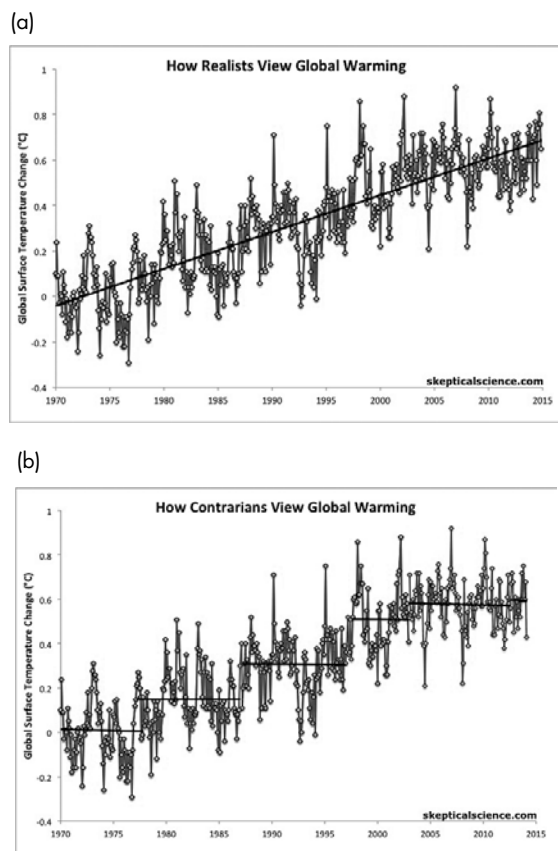 (a)
How Realists View Global Warming
Global Surface Temperature Change (°C)
1
0.8
0.6
0.4
0.2
0
-0.2
-0.4
skepticalscience.com
1970 1975 1980 1985 1990 1995 2000 2005 2010 2015
(b)
How Contrarians View Global Warming
Global Surface Temperature Change (°C)
1
0.8
0.6
0.4
0.2
0
-0.2
-0.4
skepticalscience.com
1970 1975 1980 1985 1990 1995 2000 2005 2010 2015